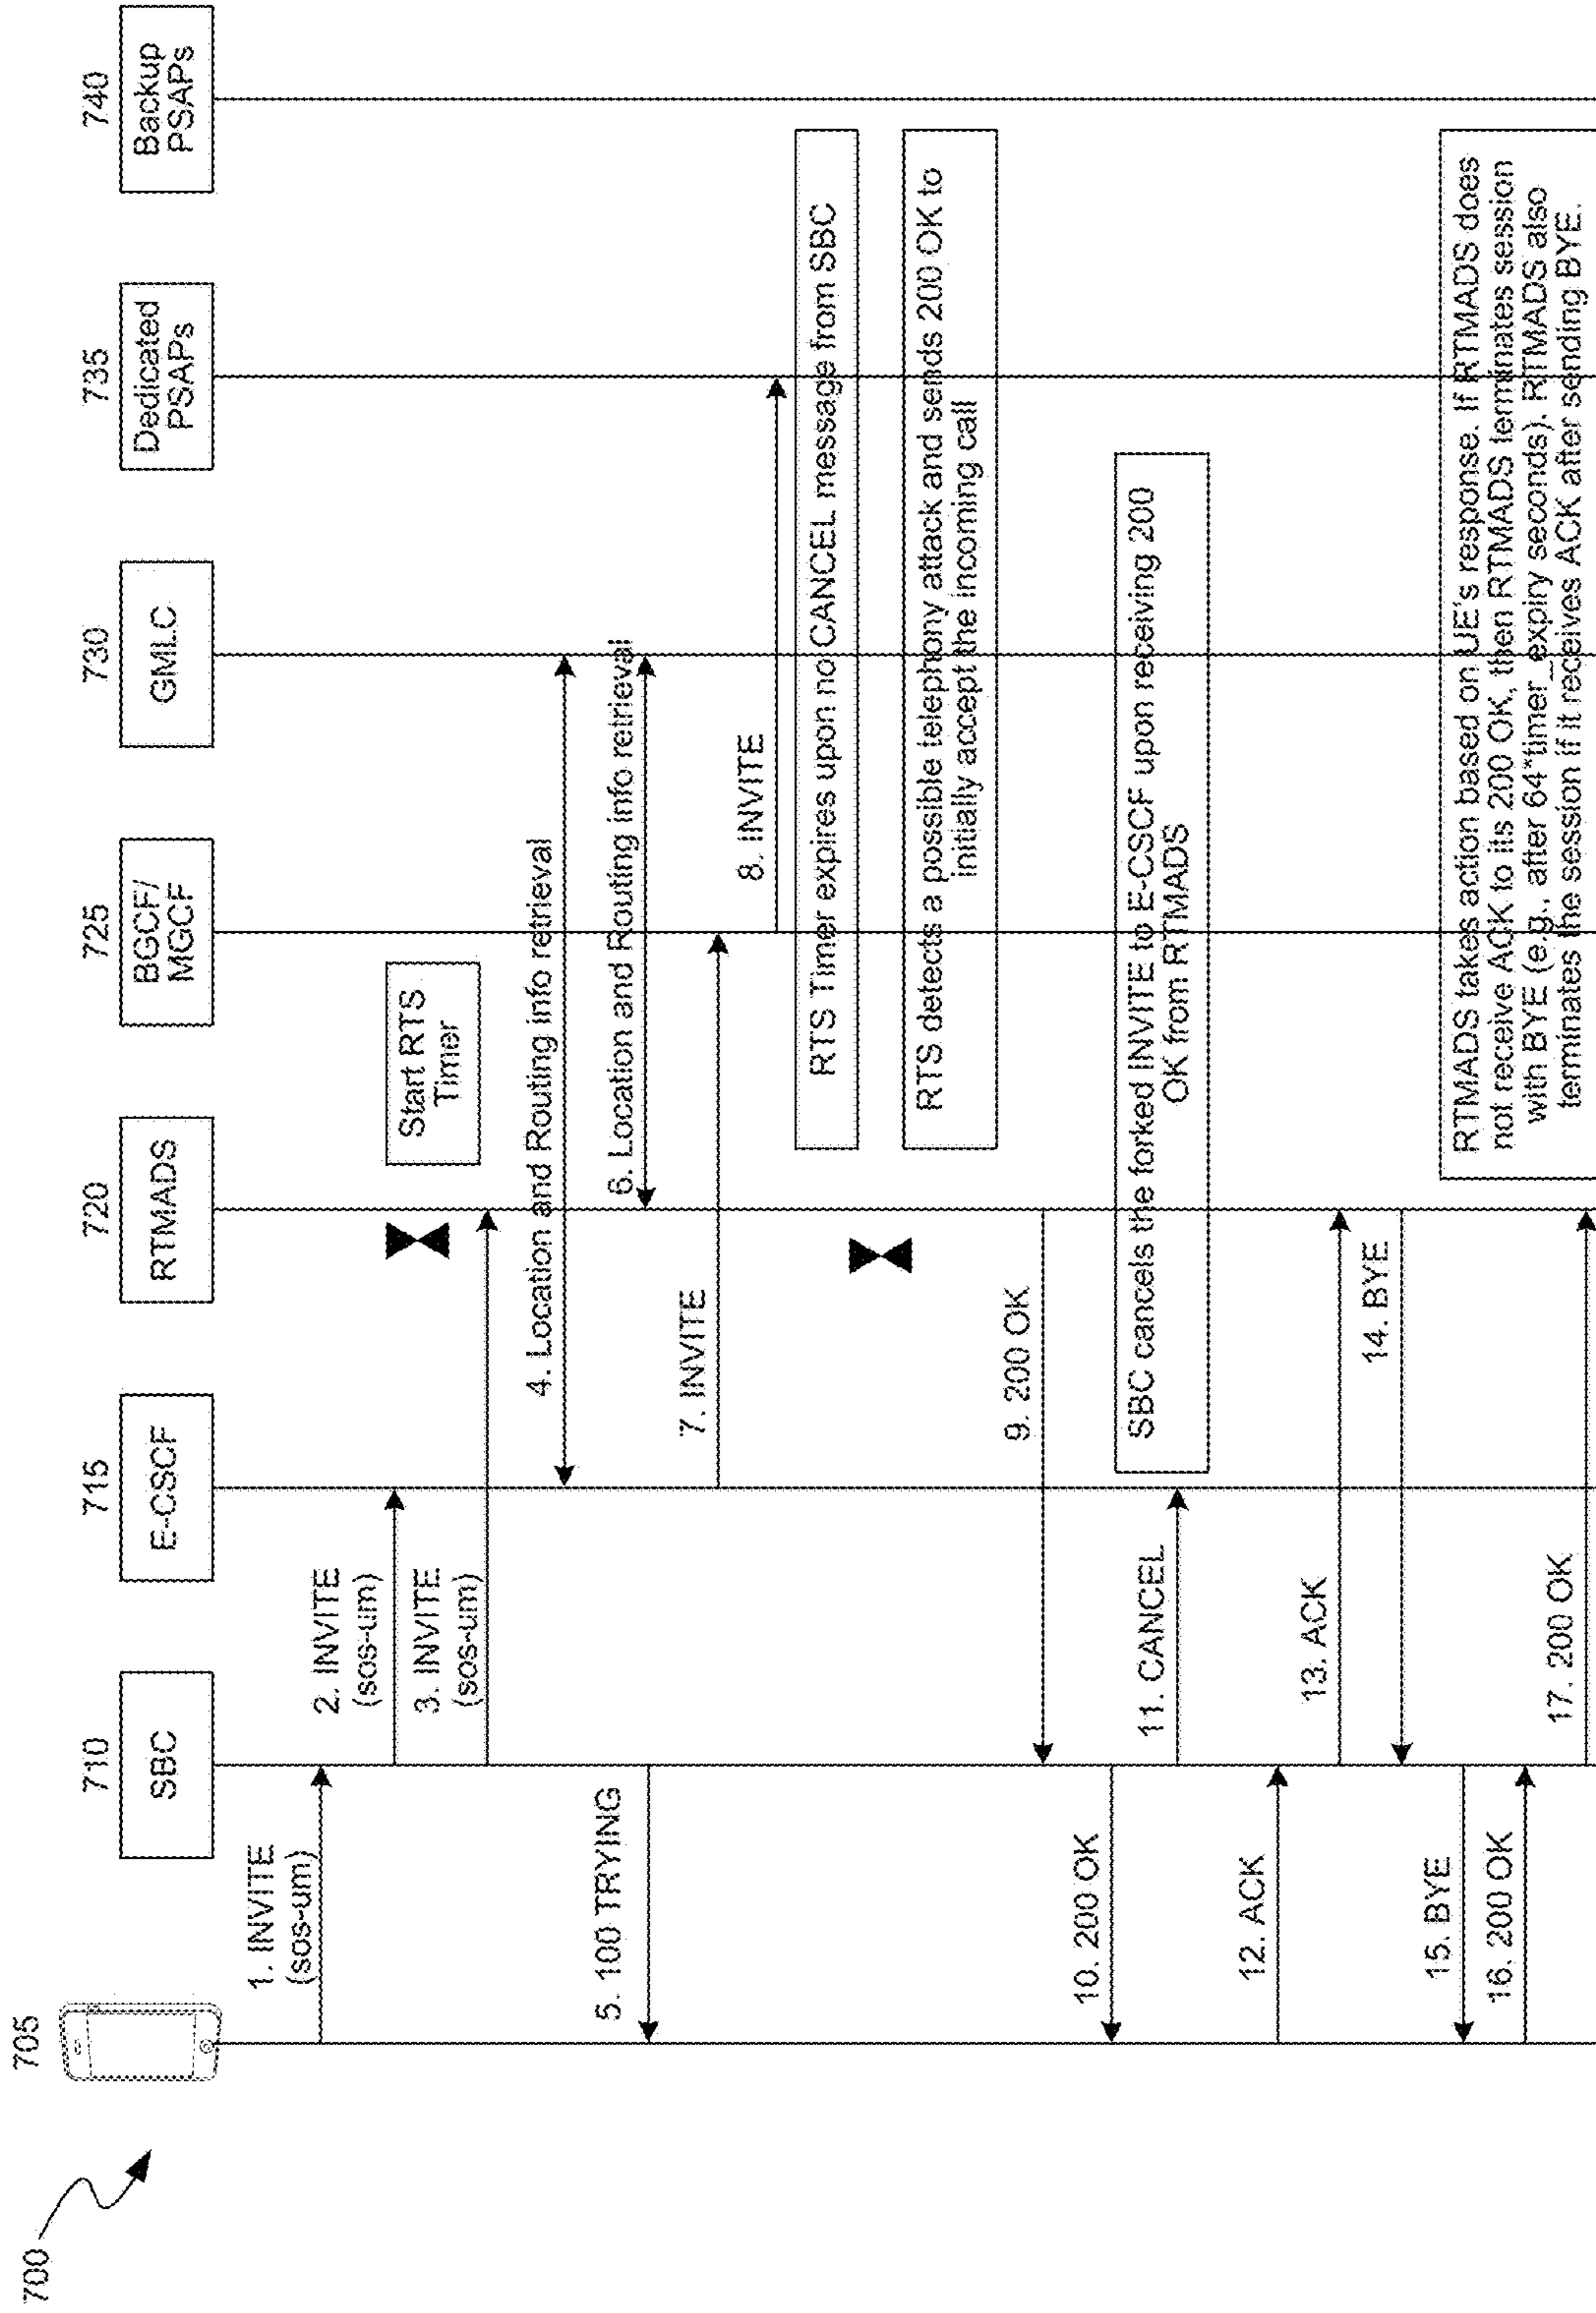 700
705
710
715
720
725
730
735
740
SBC
E-CSCF
RTMADS
BGCF/
MGCF
GMLC
Dedicated
PSAPs
Backup
PSAPs
1. INVITE
(sos-um)
2. INVITE
(sos-um)
3. INVITE
(sos-um)
Start RTS
Timer
4. Location and Routing info retrieval
5. 100 TRYING
6. Location and Routing info retrieval
7. INVITE
8. INVITE
RTS Timer expires upon no CANCEL message from SBC
RTS detects a possible telephony attack and sends 200 OK to
initially accept the incoming call
9. 200 OK
10. 200 OK
SBC cancels the forked INVITE to E-CSCF upon receiving 200
OK from RTMADS
11. CANCEL
12. ACK
13. ACK
14. BYE
15. BYE
16. 200 OK
17. 200 OK
RTMADS takes action based on UE's response. If RTMADS does
not receive ACK to its 200 OK, then RTMADS terminates session
with BYE (e.g., after 64*timer_expiry seconds). RTMADS also
terminates the session if it receives ACK after sending BYE.